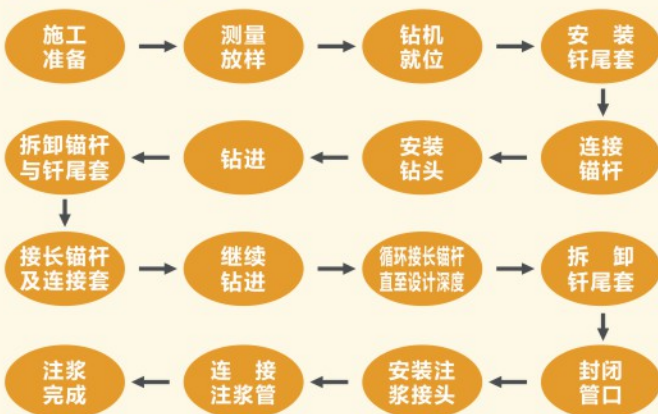 施工
准备
测量
放样
钻机
就位
安 装
钎尾套
连接
锚杆
安装
钻头
钻进
拆卸锚杆
与钎尾套
接长锚杆
及连接套
继续
钻进
循环接长锚杆
直至设计深度
拆 卸
钎尾套
封闭
管口
安装注
浆接头
连 接
注浆管
注浆
完成